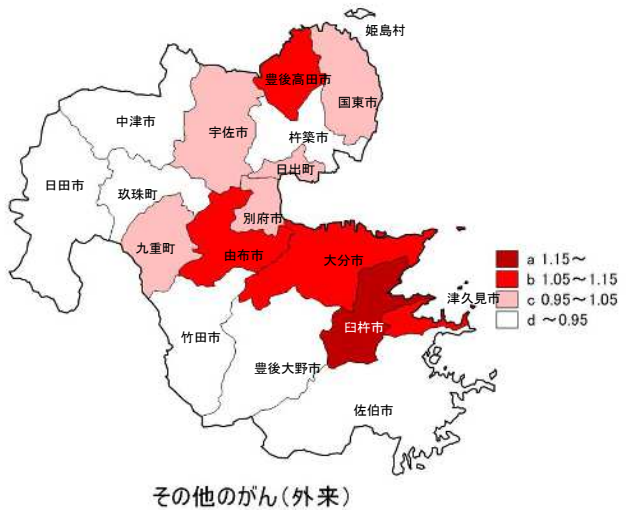 姫島村
豊後高田市
国東市
中津市
宇佐市
杵築市
日出町
日田市
玖珠町
別府市
九重町
由布市
大分市
a 1.15～
b 1.05～1.15
c 0.95～1.05
d ～0.95
津久見市
臼杵市
竹田市
豊後大野市
佐伯市
その他のがん（外来）